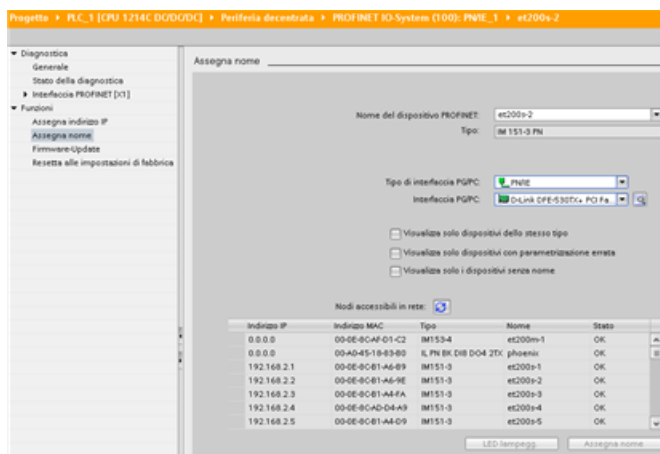 Progetto ▸ PLC_1 [CPU 1214C DC/DC/DC] ▸ Periferia decentrata ▸ PROFINET IO-System (100): PN/IE_1 ▸ et200s-2
Diagnostica
Generale
Stato della diagnostica
Interfaccia PROFINET [X1]
Funzioni
Assegna indirizzo IP
Assegna nome
Firmware-Update
Resetta alle impostazioni di fabbrica
Assegna nome
Nome del dispositivo PROFINET: et200s-2
Tipo: IM 151-3 PN
Tipo di interfaccia PG/PC: PN/IE
Interfaccia PG/PC: D-Link DFE-530TX+ PCI Fa...
Visualizza solo dispositivi dello stesso tipo
Visualizza solo dispositivi con parametrizzazione errata
Visualizza solo i dispositivi senza nome
Nodi accessibili in rete:
Indirizzo IP Indirizzo MAC Tipo Nome Stato
0.0.0.0 00-0E-8C-AF-D1-C2 IM153-4 et200m-1 OK
0.0.0.0 00-A0-45-18-83-80 IL PN BK DI8 DO4 2TX phoenix OK
192.168.2.1 00-0E-8C-B1-A6-B9 IM151-3 et200s-1 OK
192.168.2.2 00-0E-8C-B1-A6-9E IM151-3 et200s-2 OK
192.168.2.3 00-0E-8C-B1-A4-FA IM151-3 et200s-3 OK
192.168.2.4 00-0E-8C-AD-D4-A9 IM151-3 et200s-4 OK
192.168.2.5 00-0E-8C-B1-A4-D9 IM151-3 et200s-5 OK
LED lampegg. Assegna nome